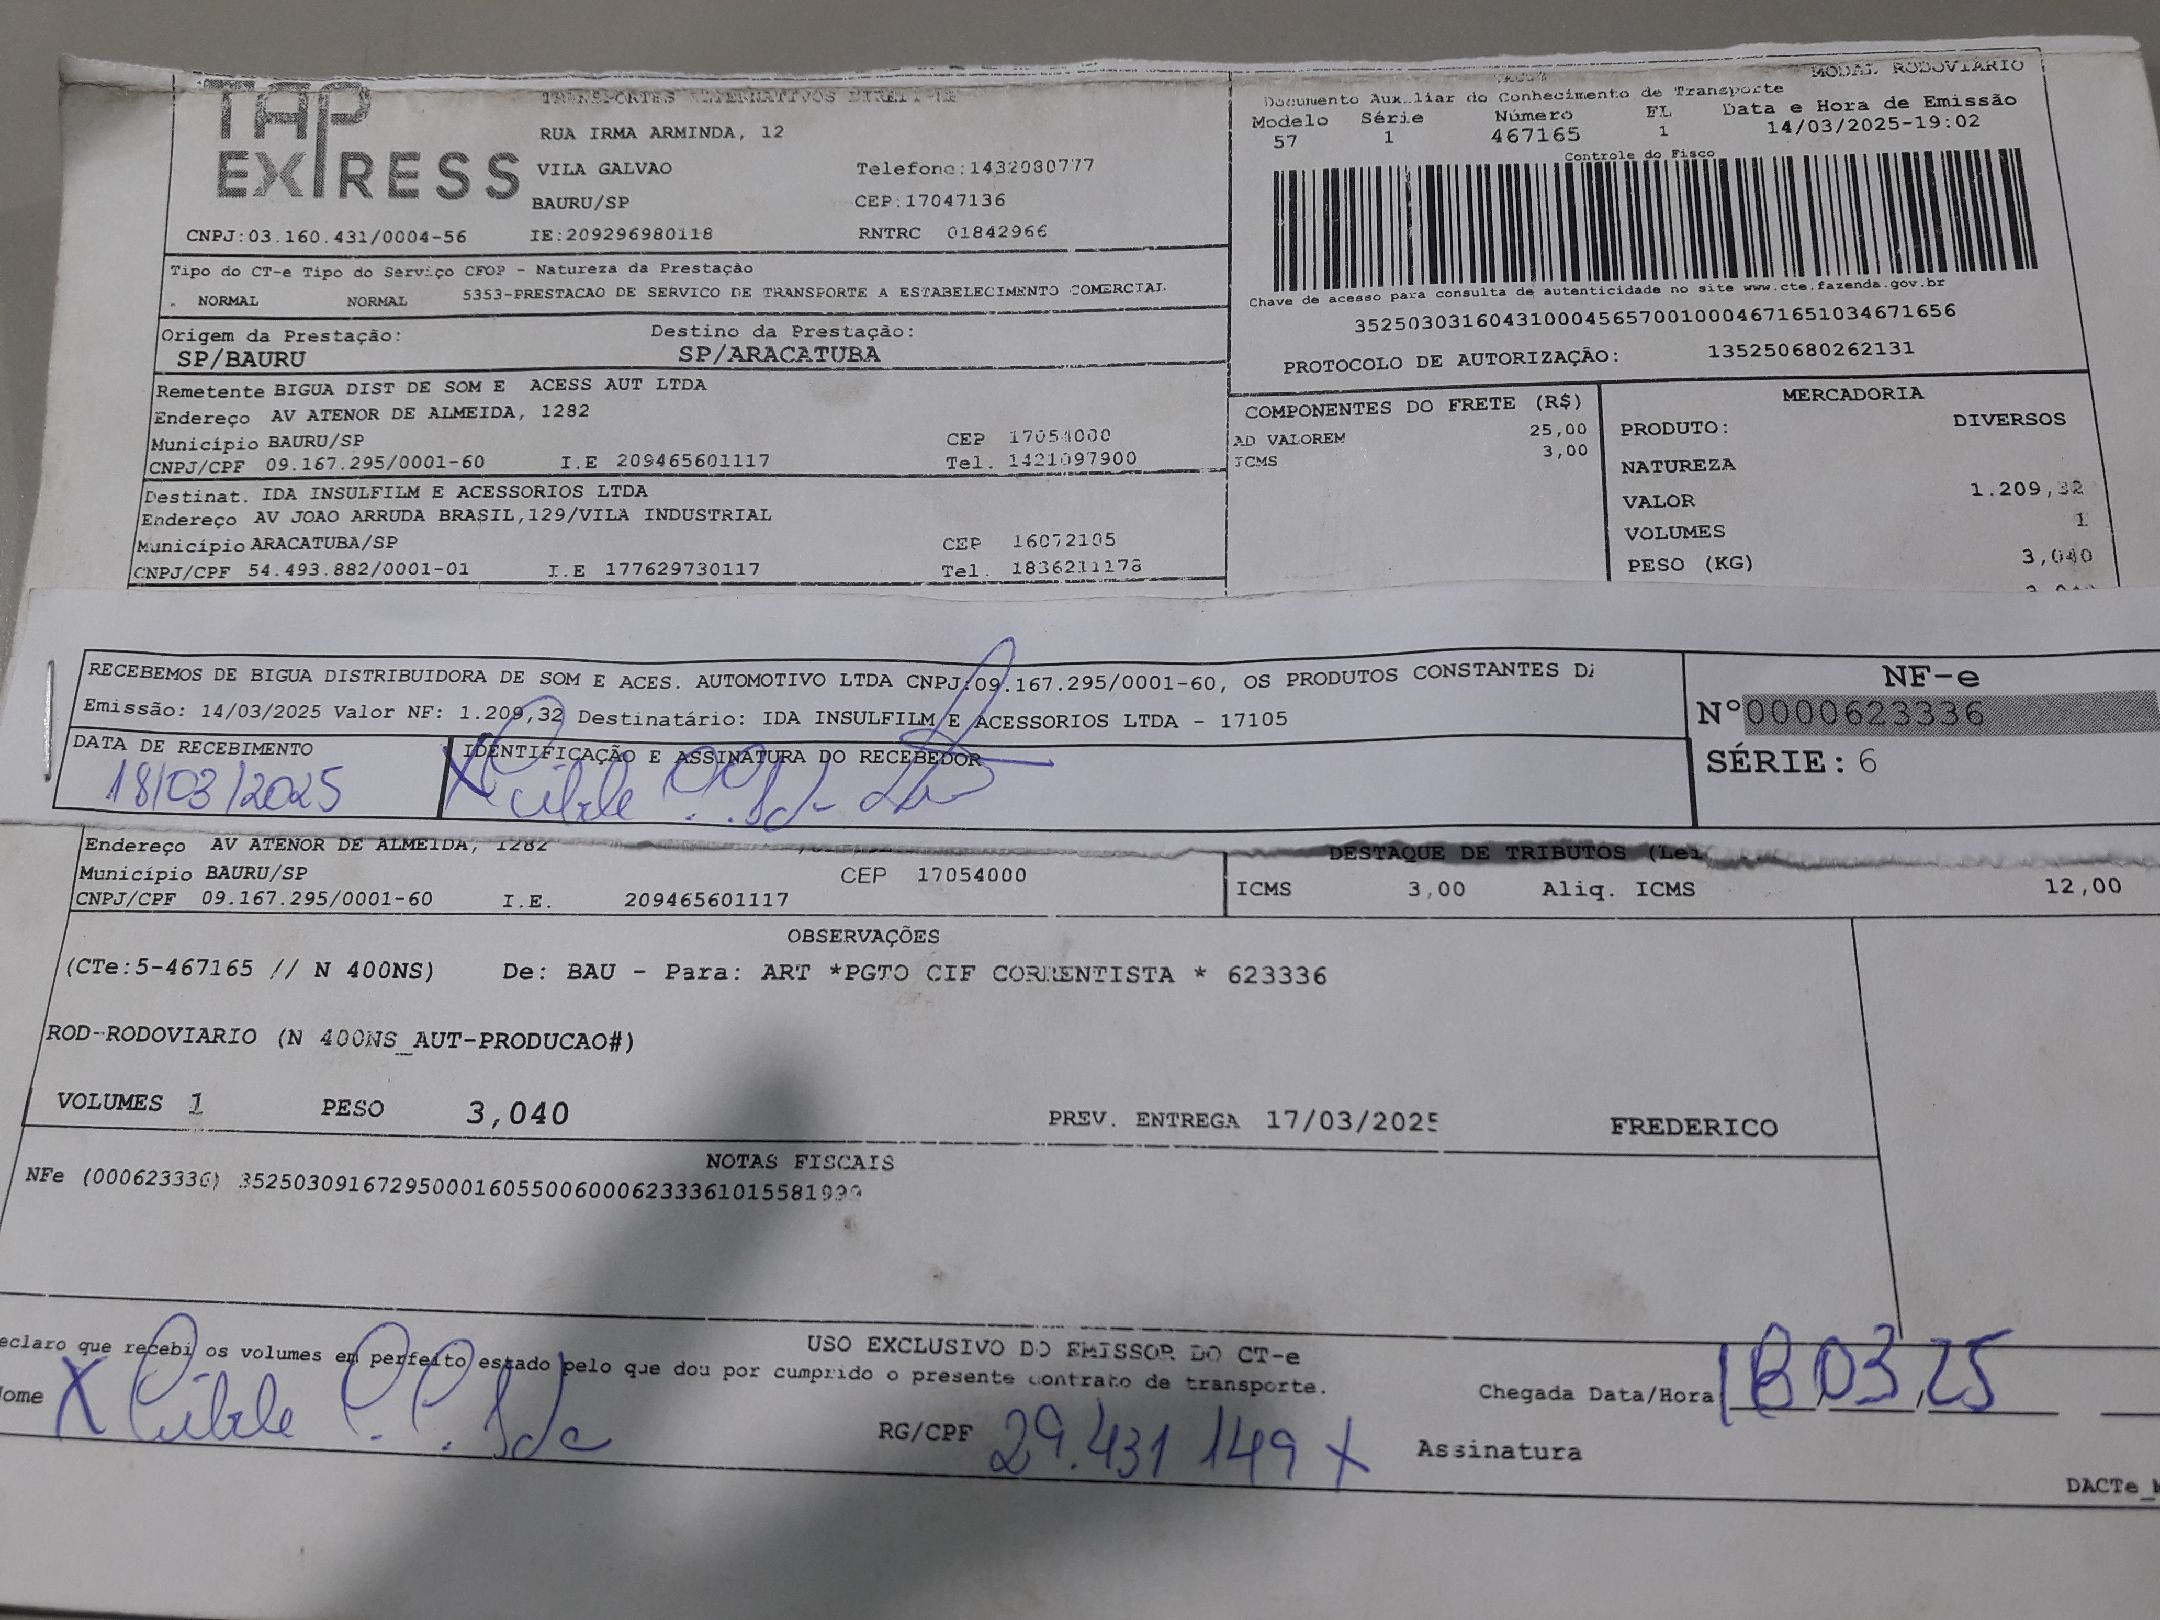 TAP EXPRESS
TRANSPORTES ALTERNATIVOS
RUA IRMA ARMINDA, 12
VILA GALVAO Telefone:1432080777
BAURU/SP CEP:17047136
CNPJ:03.160.431/0004-56 IE:209296980118 RNTRC 01842966
MODAL RODOVIÁRIO
Documento Auxiliar do Conhecimento de Transporte
Modelo Série Número FL Data e Hora de Emissão
57 1 467165 1 14/03/2025-19:02
Controle do Fisco
Chave de acesso para consulta de autenticidade no site www.cte.fazenda.gov.br
35250303160431000456570010004671651034671656
PROTOCOLO DE AUTORIZAÇÃO: 135250680262131
Tipo do CT-e Tipo do Serviço CFOP - Natureza da Prestação
NORMAL NORMAL 5353-PRESTACAO DE SERVICO DE TRANSPORTE A ESTABELECIMENTO COMERCIAL
Origem da Prestação: Destino da Prestação:
SP/BAURU SP/ARACATUBA
Remetente BIGUA DIST DE SOM E ACESS AUT LTDA
Endereço AV ATENOR DE ALMEIDA, 1282
Município BAURU/SP CEP 17054000
CNPJ/CPF 09.167.295/0001-60 I.E 209465601117 Tel. 1421097900
Destinat. IDA INSULFILM E ACESSORIOS LTDA
Endereço AV JOAO ARRUDA BRASIL,129/VILA INDUSTRIAL
Município ARACATUBA/SP CEP 16072105
CNPJ/CPF 54.493.882/0001-01 I.E 177629730117 Tel. 1836211178
COMPONENTES DO FRETE (R$)
AD VALOREM 25,00
ICMS 3,00
MERCADORIA
PRODUTO: DIVERSOS
NATUREZA
VALOR 1.209,32
VOLUMES 1
PESO (KG) 3,040
RECEBEMOS DE BIGUA DISTRIBUIDORA DE SOM E ACES. AUTOMOTIVO LTDA CNPJ:09.167.295/0001-60, OS PRODUTOS CONSTANTES DA
Emissão: 14/03/2025 Valor NF: 1.209,32 Destinatário: IDA INSULFILM E ACESSORIOS LTDA - 17105
DATA DE RECEBIMENTO IDENTIFICAÇÃO E ASSINATURA DO RECEBEDOR
18/03/2025 X
NF-e
Nº0000623336
SÉRIE: 6
Endereço AV ATENOR DE ALMEIDA, 1282
Município BAURU/SP CEP 17054000
CNPJ/CPF 09.167.295/0001-60 I.E. 209465601117
DESTAQUE DE TRIBUTOS (Lei
ICMS 3,00 Aliq. ICMS 12,00
OBSERVAÇÕES
(CTe:5-467165 // N 400NS) De: BAU - Para: ART *PGTO CIF CORRENTISTA * 623336
ROD-RODOVIARIO (N 400NS_AUT-PRODUCAO#)
VOLUMES 1 PESO 3,040 PREV. ENTREGA 17/03/2025 FREDERICO
NOTAS FISCAIS
NFe (000623336)
USO EXCLUSIVO DO EMISSOR DO CT-e
eclaro que recebi os volumes em perfeito estado pelo que dou por cumprido o presente contrato de transporte.
ome X
RG/CPF 29.431 149 X
Chegada Data/Hora 18 03 25
Assinatura
DACTe_